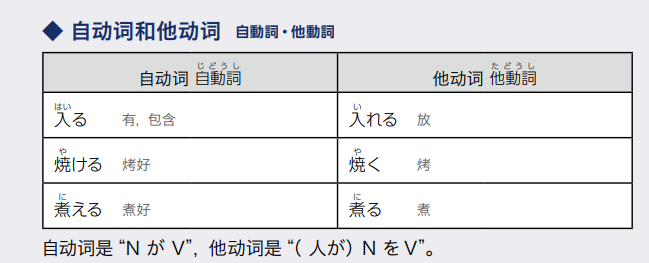 ◆ 自动词和他动词 自動詞・他動詞
じどうし たどうし
自动词 自動詞 他动词 他動詞
はい い
入る 有，包含 入れる 放
や や
焼ける 烤好 焼く 烤
に に
煮える 煮好 煮る 煮
自动词是 “N が V”，他动词是 “( 人が) N を V”。